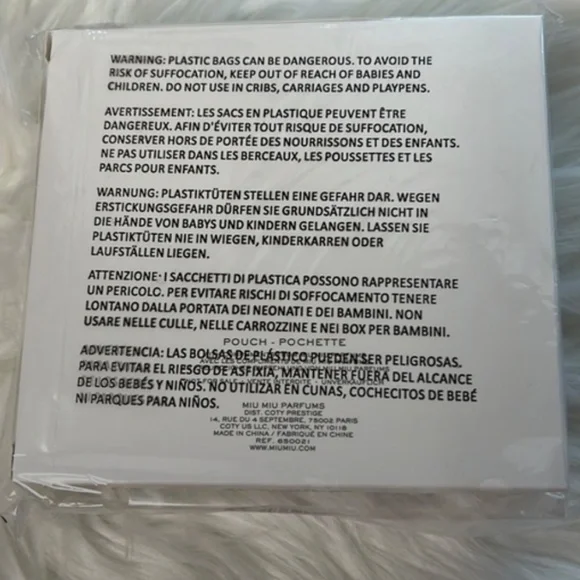 WARNING: PLASTIC BAGS CAN BE DANGEROUS. TO AVOID THE
RISK OF SUFFOCATION, KEEP OUT OF REACH OF BABIES AND
CHILDREN. DO NOT USE IN CRIBS, CARRIAGES AND PLAYPENS.
AVERTISSEMENT: LES SACS EN PLASTIQUE PEUVENT ÊTRE
DANGEREUX. AFIN D'ÉVITER TOUT RISQUE DE SUFFOCATION,
CONSERVER HORS DE PORTÉE DES NOURRISSONS ET DES ENFANTS.
NE PAS UTILISER DANS LES BERCEAUX, LES POUSSETTES ET LES
PARCS POUR ENFANTS.
WARNUNG: PLASTIKTÜTEN STELLEN EINE GEFAHR DAR. WEGEN
ERSTICKUNGSGEFAHR DÜRFEN SIE GRUNDSÄTZLICH NICHT IN
DIE HÄNDE VON BABYS UND KINDERN GELANGEN. LASSEN SIE
PLASTIKTÜTEN NIE IN WIEGEN, KINDERKARREN ODER
LAUFSTÄLLEN LIEGEN.
ATTENZIONE: I SACCHETTI DI PLASTICA POSSONO RAPPRESENTARE
UN PERICOLO. PER EVITARE RISCHI DI SOFFOCAMENTO TENERE
LONTANO DALLA PORTATA DEI NEONATI E DEI BAMBINI. NON
USARE NELLE CULLE, NELLE CARROZZINE E NEI BOX PER BAMBINI.
POUCH - POCHETTE
ADVERTENCIA: LAS BOLSAS DE PLÁSTICO PUEDEN SER PELIGROSAS.
AVEC LES COMPLIMENTS DE
PARA EVITAR EL RIESGO DE ASFIXIA, MANTENER FUERA DEL ALCANCE
VENTE INTERDITE - UNVERKÄUFLICH
DE LOS BEBÉS Y NIÑOS. NO UTILIZAR EN CUNAS, COCHECITOS DE BEBÉ
NI PARQUES PARA NIÑOS.
MIU MIU PARFUMS
DIST. COTY PRESTIGE
14, RUE DU 4 SEPTEMBRE, 75002 PARIS
COTY US LLC, NEW YORK, NY 10118
MADE IN CHINA / FABRIQUÉ EN CHINE
REF. 650021
WWW.MIUMIU.COM